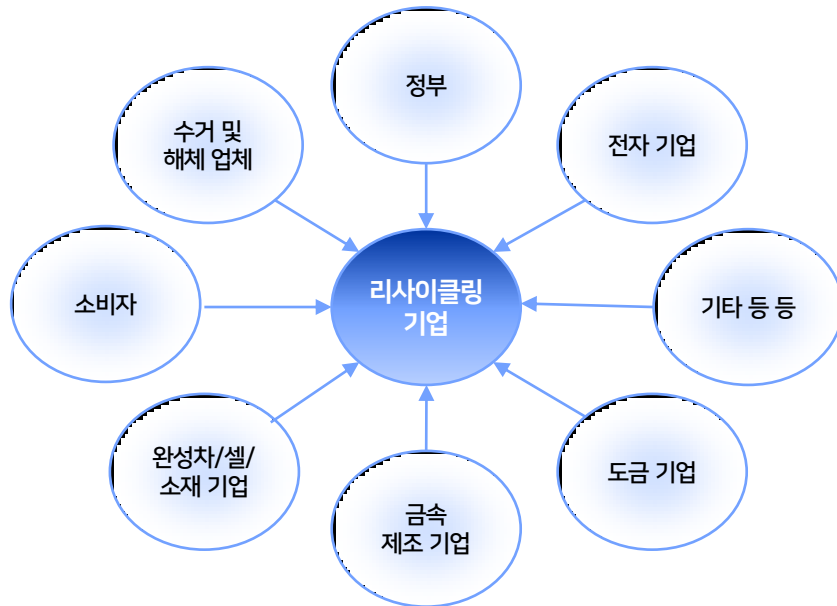 정부
수거 및
해체 업체
전자 기업
소비자
리사이클링
기업
기타 등 등
완성차/셀/
소재 기업
금속
제조 기업
도금 기업